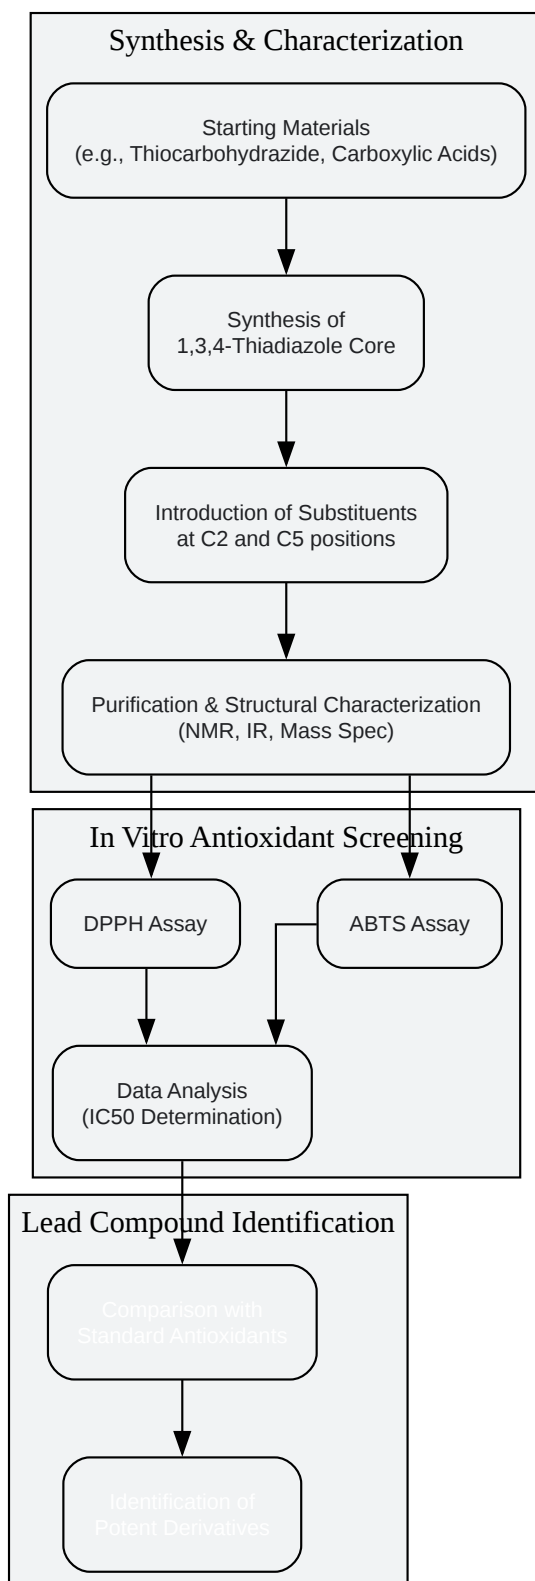 Synthesis & Characterization
Starting Materials
(e.g., Thiocarbohydrazide, Carboxylic Acids)
Synthesis of
1,3,4-Thiadiazole Core
Introduction of Substituents
at C2 and C5 positions
Purification & Structural Characterization
(NMR, IR, Mass Spec)
In Vitro Antioxidant Screening
DPPH Assay
ABTS Assay
Data Analysis
(IC50 Determination)
Lead Compound Identification
Comparison with
Standard Antioxidants
Identification of
Potent Derivatives